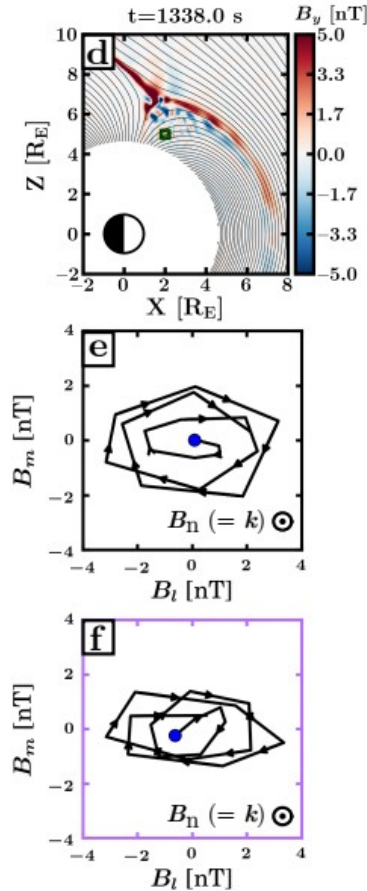 t=1338.0 s
B_y [nT]
d
10
8
6
4
2
0
−2
Z [R_E]
−2 0 2 4 6 8
X [R_E]
5.0
3.3
1.7
0.0
−1.7
−3.3
−5.0
e
4
2
0
−2
−4
B_m [nT]
B_n (= k) ⊙
−4 −2 0 2 4
B_l [nT]
f
4
2
0
−2
−4
B_m [nT]
B_n (= k) ⊙
−4 −2 0 2 4
B_l [nT]